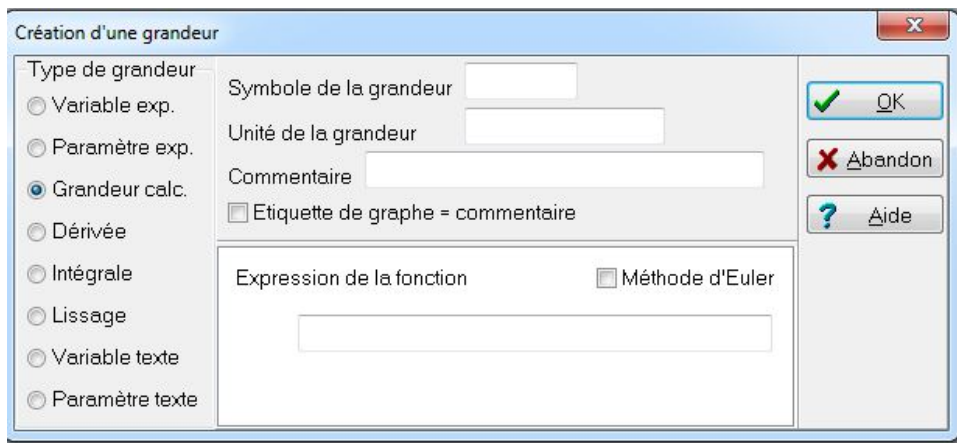 Création d'une grandeur
Type de grandeur
Variable exp.
Paramètre exp.
Grandeur calc.
Dérivée
Intégrale
Lissage
Variable texte
Paramètre texte
Symbole de la grandeur
Unité de la grandeur
Commentaire
Etiquette de graphe = commentaire
Expression de la fonction
Méthode d'Euler
OK
Abandon
Aide